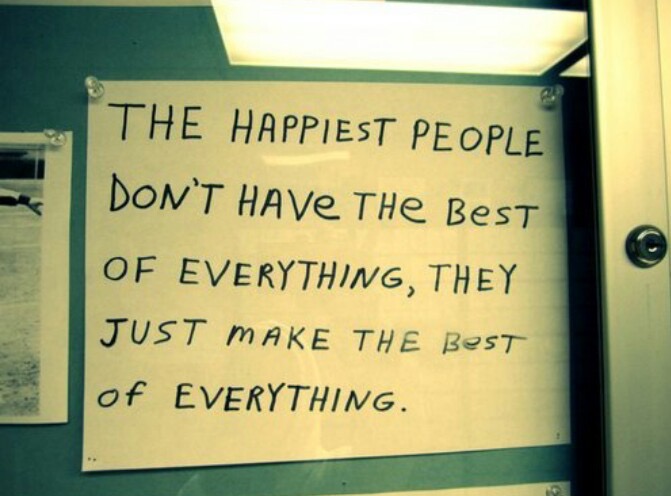 THE HAPPIEST PEOPLE
DON'T HAVe THe BeST
OF EVERYTHING, THEY
JUST mAKE THE BeST
of EVERYTHING.